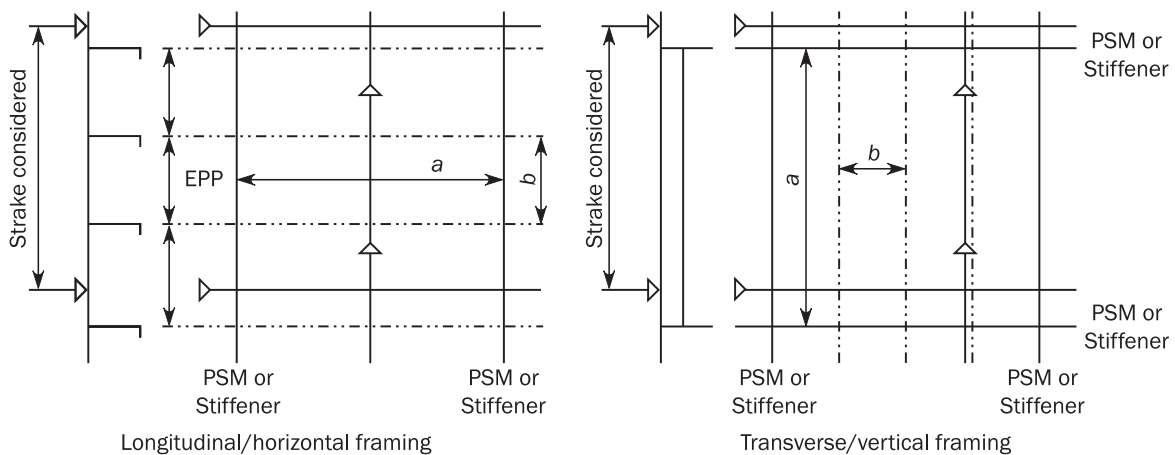 Strake considered
EPP
a
b
PSM or
Stiffener
PSM or
Stiffener
Longitudinal/horizontal framing
Strake considered
a
b
PSM or
Stiffener
PSM or
Stiffener
PSM or
Stiffener
PSM or
Stiffener
Transverse/vertical framing